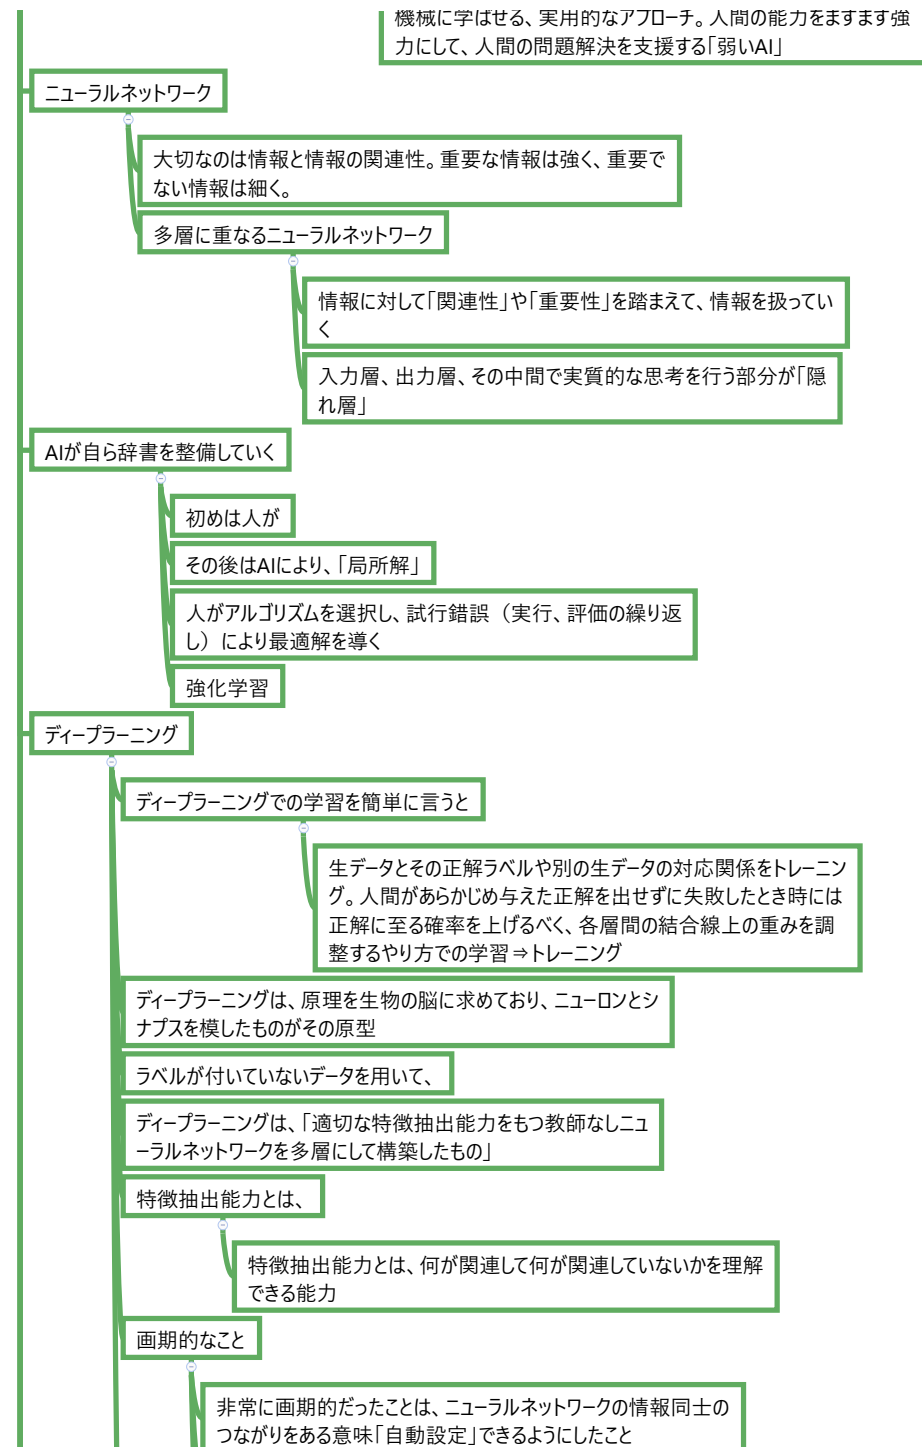 機械に学ばせる、実用的なアプローチ。人間の能力をますます強
力にして、人間の問題解決を支援する「弱いAI」
ニューラルネットワーク
大切なのは情報と情報の関連性。重要な情報は強く、重要で
ない情報は細く。
多層に重なるニューラルネットワーク
情報に対して「関連性」や「重要性」を踏まえて、情報を扱ってい
く
入力層、出力層、その中間で実質的な思考を行う部分が「隠
れ層」
AIが自ら辞書を整備していく
初めは人が
その後はAIにより、「局所解」
人がアルゴリズムを選択し、試行錯誤（実行、評価の繰り返
し）により最適解を導く
強化学習
ディープラーニング
ディープラーニングでの学習を簡単に言うと
生データとその正解ラベルや別の生データの対応関係をトレーニン
グ。人間があらかじめ与えた正解を出せずに失敗したとき時には
正解に至る確率を上げるべく、各層間の結合線上の重みを調
整するやり方での学習⇒トレーニング
ディープラーニングは、原理を生物の脳に求めており、ニューロンとシ
ナプスを模したものがその原型
ラベルが付いていないデータを用いて、
ディープラーニングは、「適切な特徴抽出能力をもつ教師なしニュ
ーラルネットワークを多層にして構築したもの」
特徴抽出能力とは、
特徴抽出能力とは、何が関連して何が関連していないかを理解
できる能力
画期的なこと
非常に画期的だったことは、ニューラルネットワークの情報同士の
つながりをある意味「自動設定」できるようにしたこと